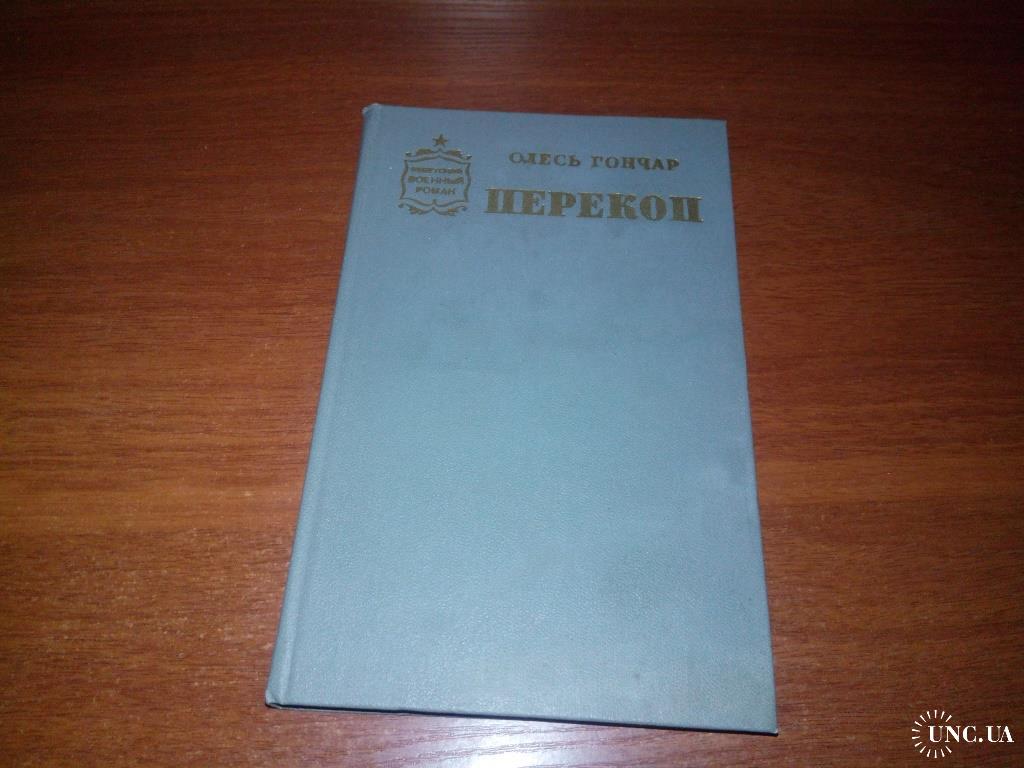 СОВЕТСКИЙ
ВОЕННЫЙ
РОМАН
ОЛЕСЬ ГОНЧАР
ПЕРЕКОП
UNC.UA